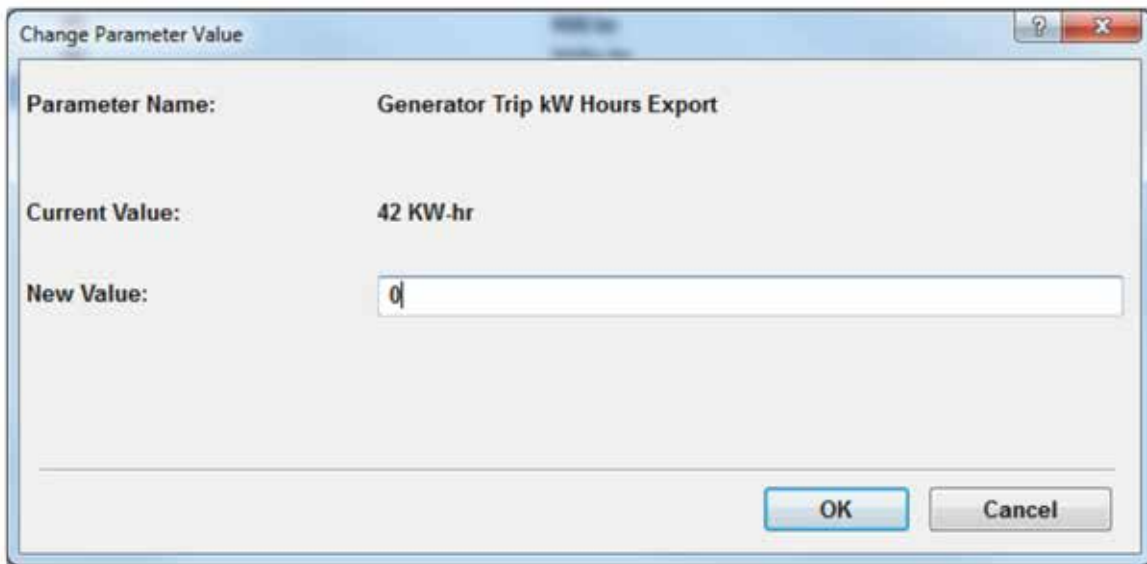 Change Parameter Value
?
Parameter Name: Generator Trip kW Hours Export
Current Value: 42 KW-hr
New Value: 0
OK Cancel